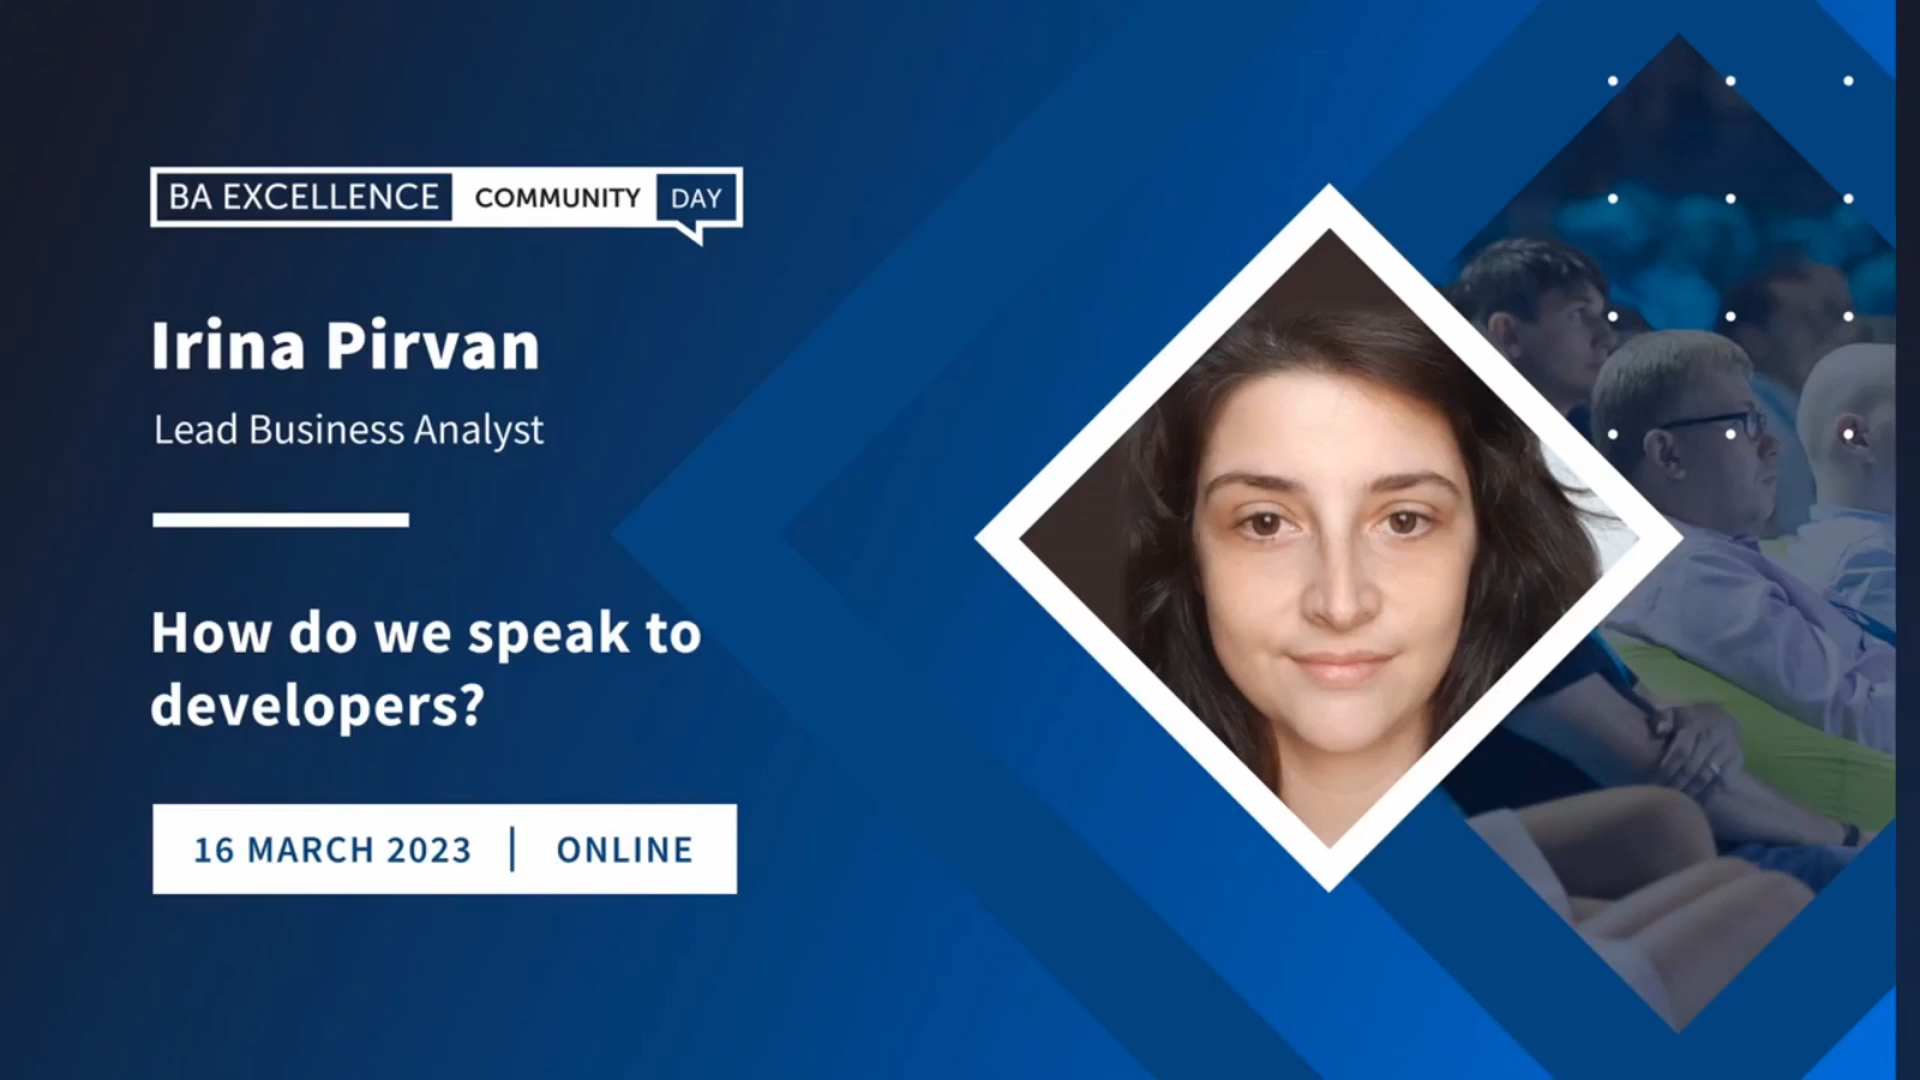 BA EXCELLENCE COMMUNITY DAY
Irina Pirvan
Lead Business Analyst
How do we speak to
developers?
16 MARCH 2023 | ONLINE